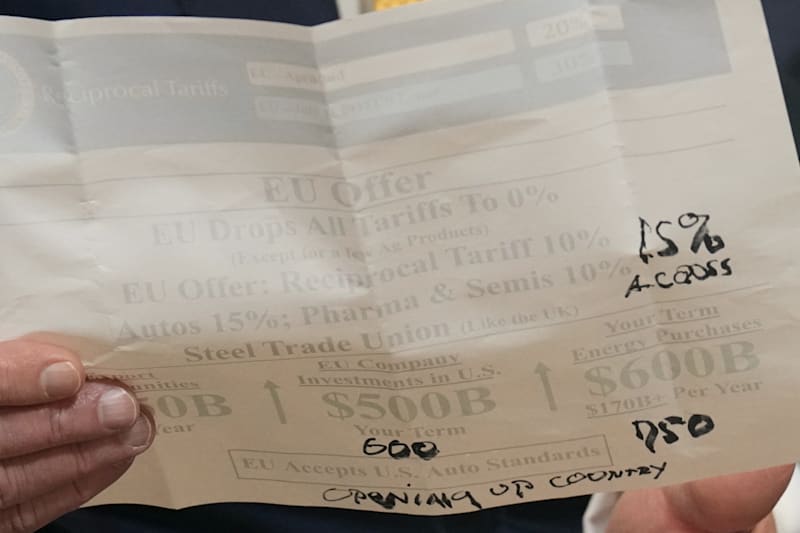 Reciprocal Tariffs
20%
30%
EU Offer
EU Drops All Tariffs To 0%
(Except for a few Ag Products)
EU Offer: Reciprocal Tariff 10%
15%
ACROSS
Autos 15%; Pharma & Semis 10%
Steel Trade Union (Like the UK)
Export
EU Company
Investments in U.S.
$500B
Your Term
600
Your Term
Energy Purchases
$600B
$170B+ Per Year
750
EU Accepts U.S. Auto Standards
OPENING UP COUNTRY